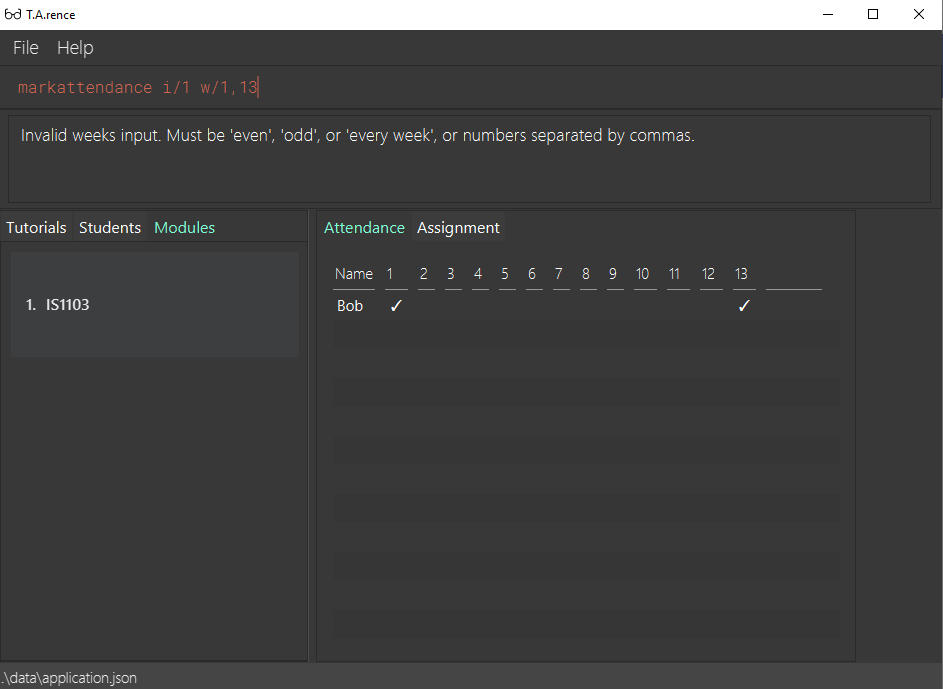 T.A.rence
File Help
markattendance i/1 w/1,13
Invalid weeks input. Must be 'even', 'odd', or 'every week', or numbers separated by commas.
Tutorials Students Modules
1. IS1103
Attendance Assignment
Name 1 2 3 4 5 6 7 8 9 10 11 12 13
Bob ✓ ✓
.\data\application.json